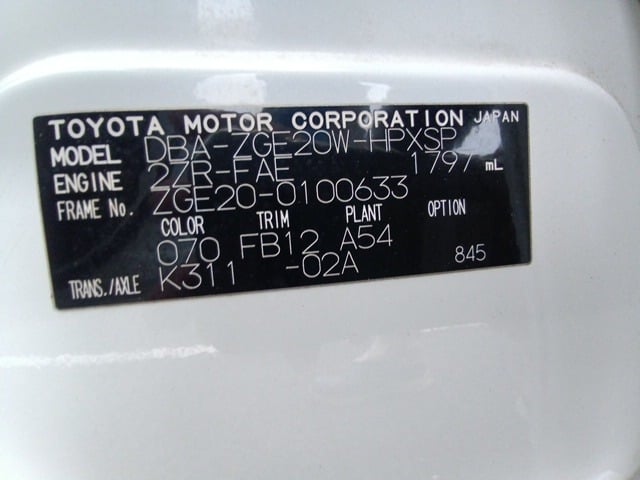 TOYOTA MOTOR CORPORATION JAPAN
MODEL DBA-ZGE20W-HPXSP
ENGINE 2ZR-FAE 1797 mL
FRAME No. ZGE20-0100633
COLOR TRIM PLANT OPTION
070 FB12 A54 845
TRANS./AXLE K311 -02A